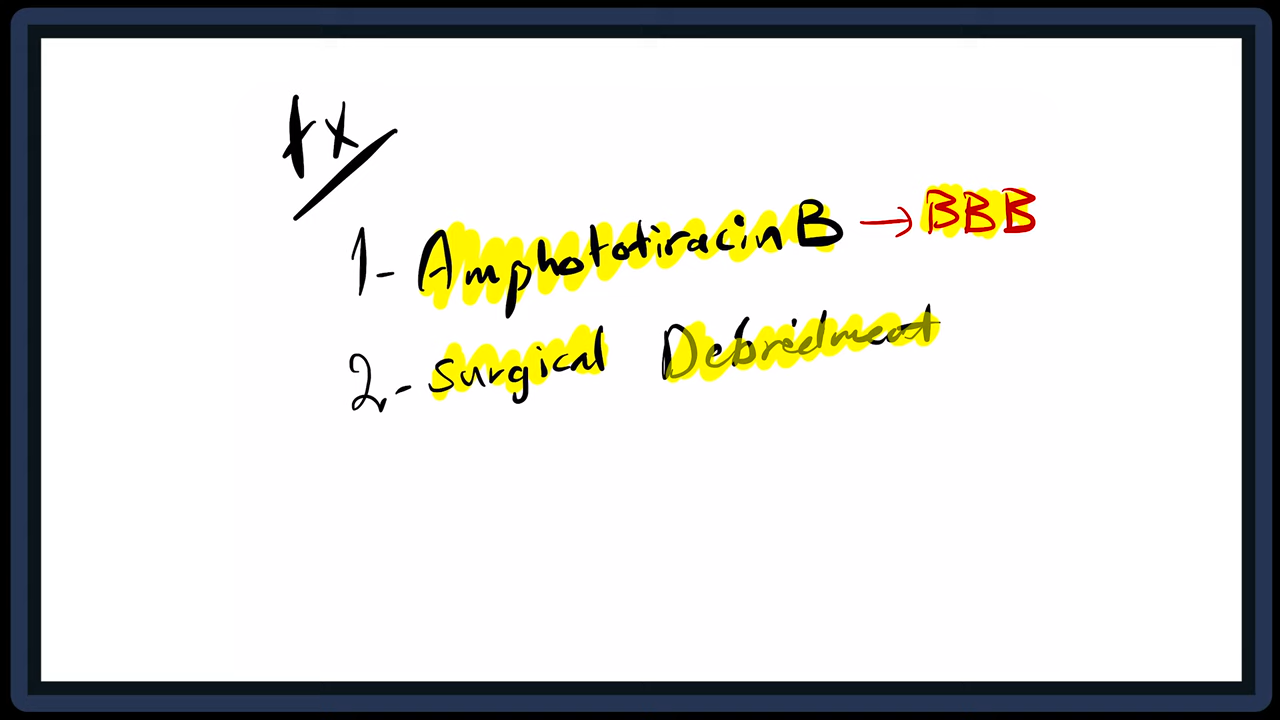 tx
1- Amphototiracin B → BBB
2- surgical Debridment